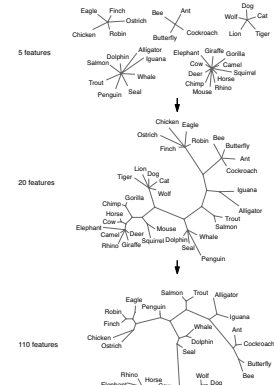 Eagle Finch
Ostrich
Chicken Robin
Bee Ant
Butterfly Cockroach
Dog
Wolf Cat
Lion Tiger
5 features
Dolphin Alligator
Salmon Iguana
Trout Whale
Penguin Seal
Elephant Giraffe Gorilla
Cow Camel
Deer Squirrel
Chimp Rhino
Mouse Horse
Chicken Eagle
Ostrich Robin Bee
Finch Butterfly
Ant
Cockroach
20 features
Lion Dog
Tiger Cat
Wolf
Iguana
Gorilla
Chimp
Horse
Cow
Elephant
Camel Deer
Rhino Giraffe
Mouse
Squirrel Dolphin
Seal
Whale
Penguin
Alligator
Trout
Salmon
Salmon Trout Alligator
Eagle Penguin
Robin Iguana
Finch Whale Ant
Chicken Dolphin Cockroach
Ostrich Seal Butterfly
Bee
110 features
Rhino Horse Wolf Dog
Elephant